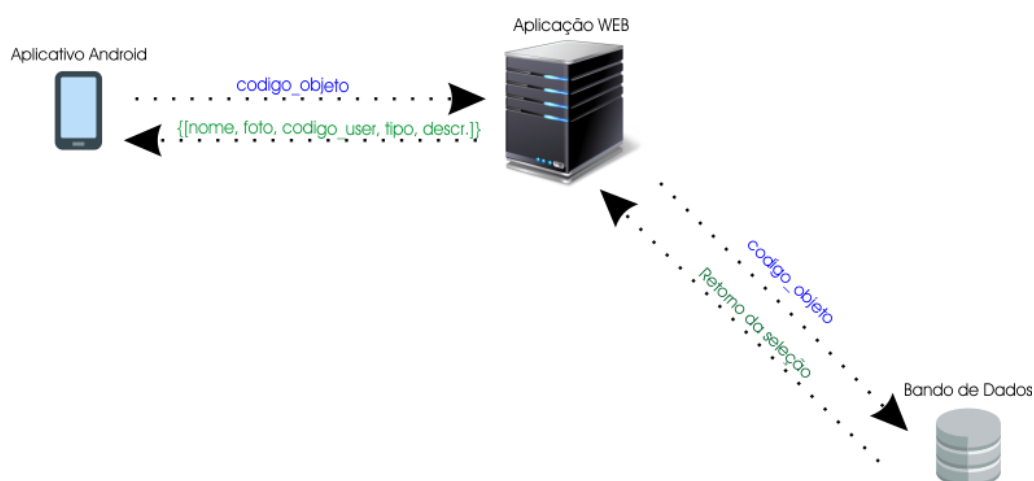 Aplicação WEB
Aplicativo Android
codigo_objeto
{[nome, foto, codigo_user, tipo, descr.]}
codigo_objeto
Retorno da seleção
Bando de Dados